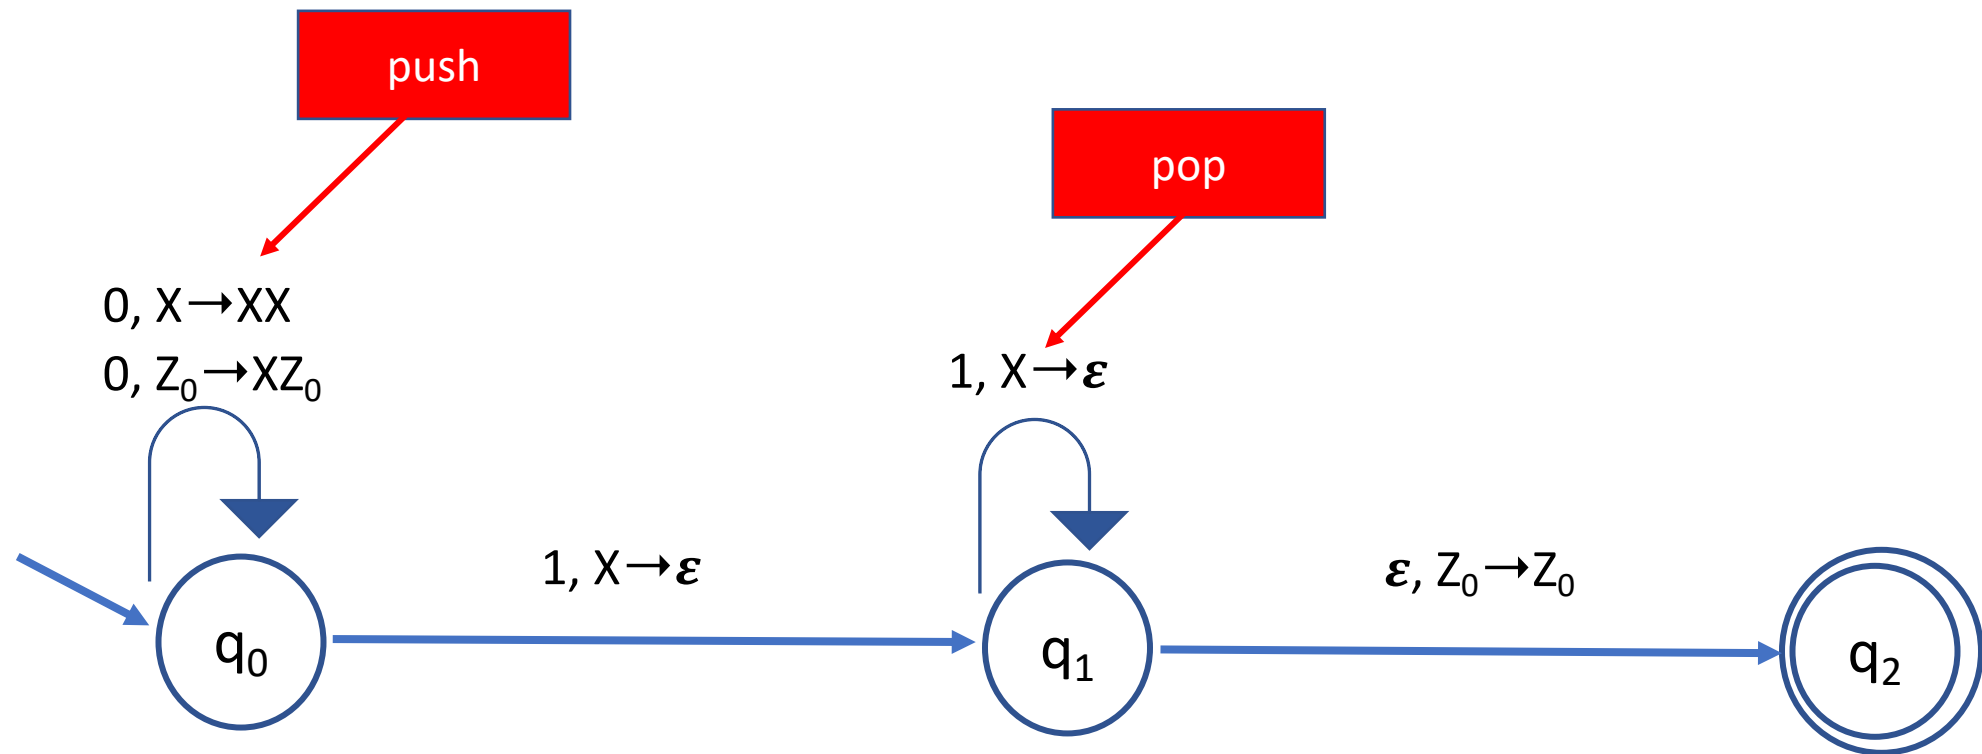 push
pop
0, X→XX
0, Z₀→XZ₀
1, X→ε
1, X→ε
ε, Z₀→Z₀
q₀
q₁
q₂